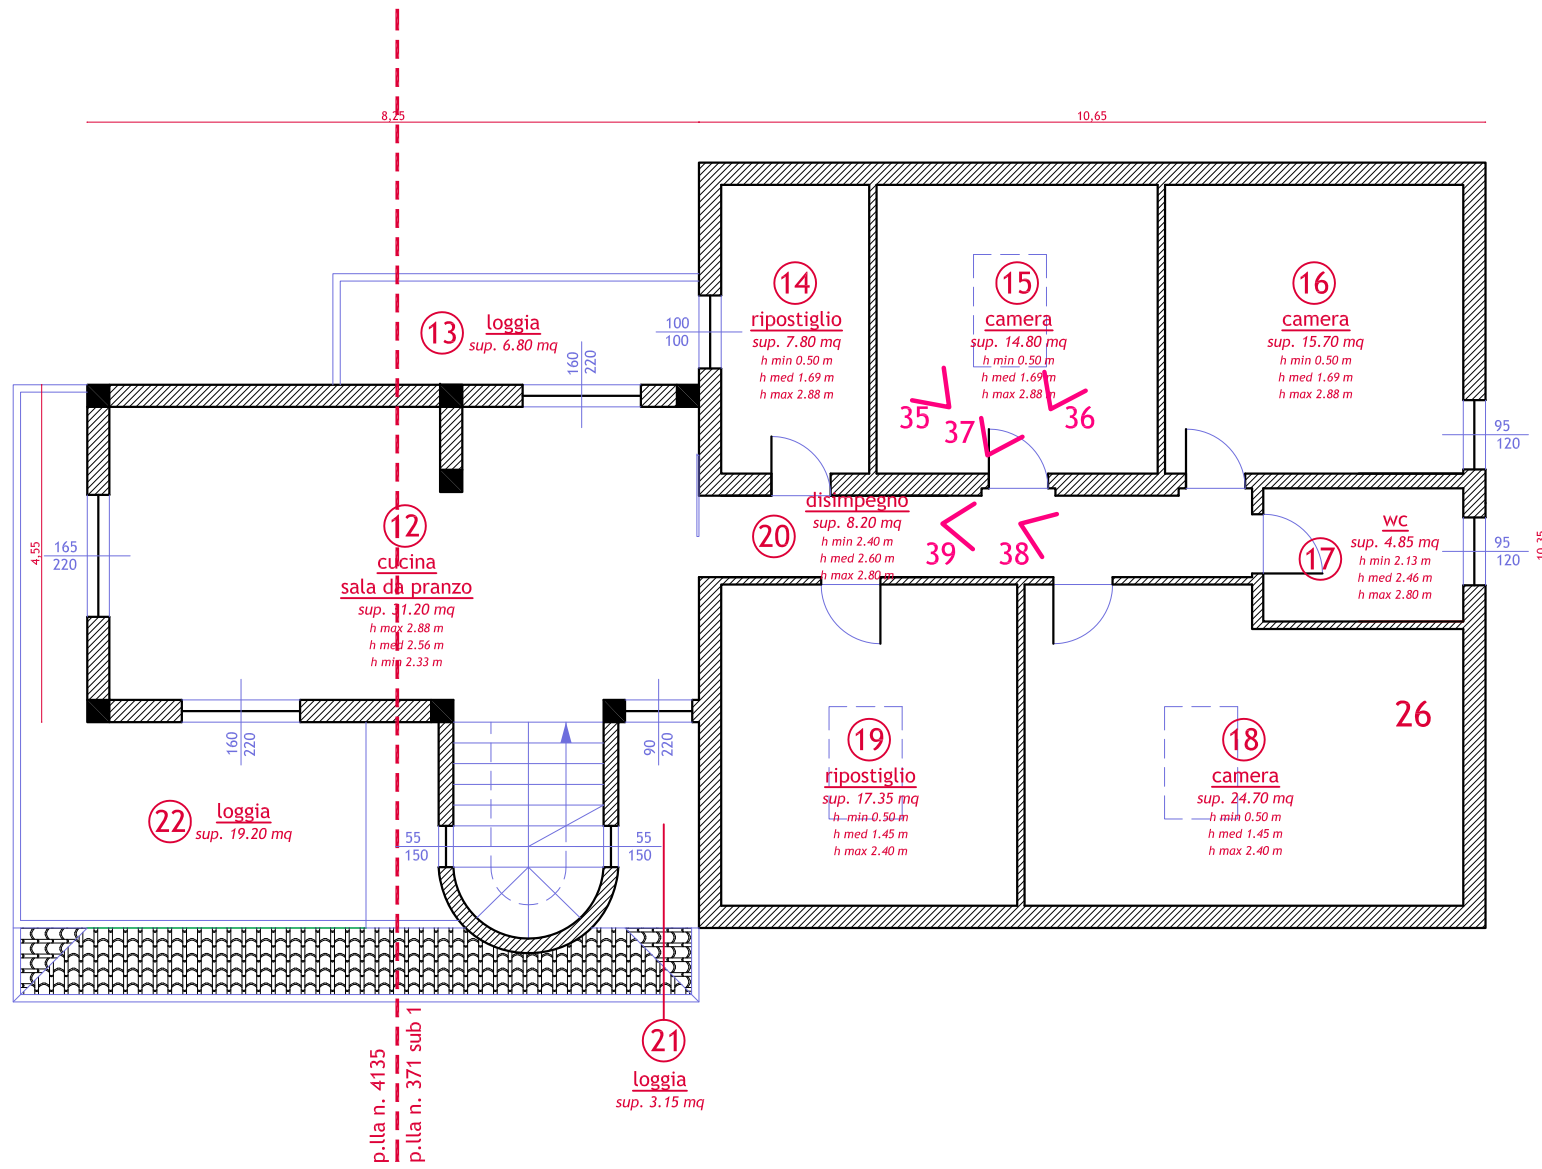 8,25
10,65
14
ripostiglio
sup. 7.80 mq
h min 0.50 m
h med 1.69 m
h max 2.88 m
15
camera
sup. 14.80 mq
h min 0.50 m
h med 1.69 m
h max 2.88 m
16
camera
sup. 15.70 mq
h min 0.50 m
h med 1.69 m
h max 2.88 m
13
loggia
sup. 6.80 mq
100
100
160
220
35
37
36
95
120
12
cucina
sala da pranzo
sup. 31.20 mq
h max 2.88 m
h med 2.56 m
h min 2.33 m
165
220
4,55
20
disimpegno
sup. 8.20 mq
h min 2.40 m
h med 2.60 m
h max 2.80 m
39
38
17
wc
sup. 4.85 mq
h min 2.13 m
h med 2.46 m
h max 2.80 m
95
120
10,35
160
220
90
220
26
19
ripostiglio
sup. 17.35 mq
h min 0.50 m
h med 1.45 m
h max 2.40 m
18
camera
sup. 24.70 mq
h min 0.50 m
h med 1.45 m
h max 2.40 m
22
loggia
sup. 19.20 mq
55
150
55
150
21
loggia
sup. 3.15 mq
p.lla n. 4135
p.lla n. 371 sub 1